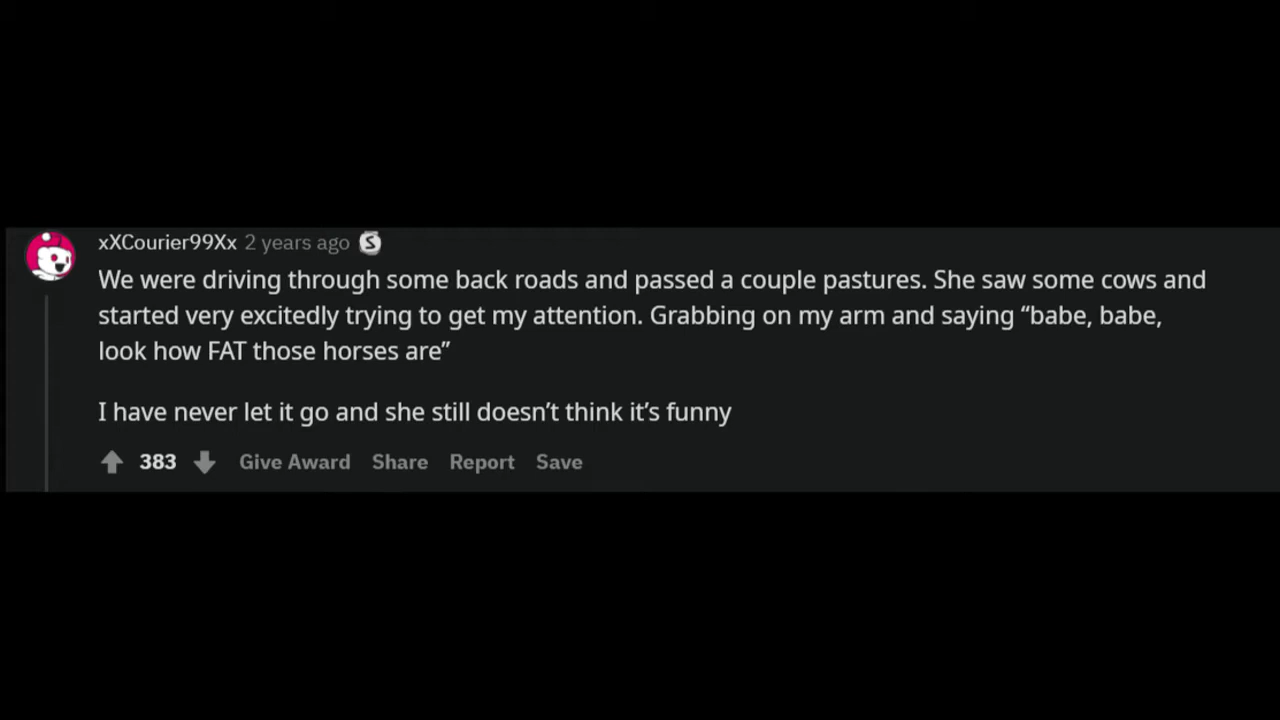 xXCourier99Xx 2 years ago S
We were driving through some back roads and passed a couple pastures. She saw some cows and
started very excitedly trying to get my attention. Grabbing on my arm and saying “babe, babe,
look how FAT those horses are”
I have never let it go and she still doesn’t think it’s funny
383 Give Award Share Report Save